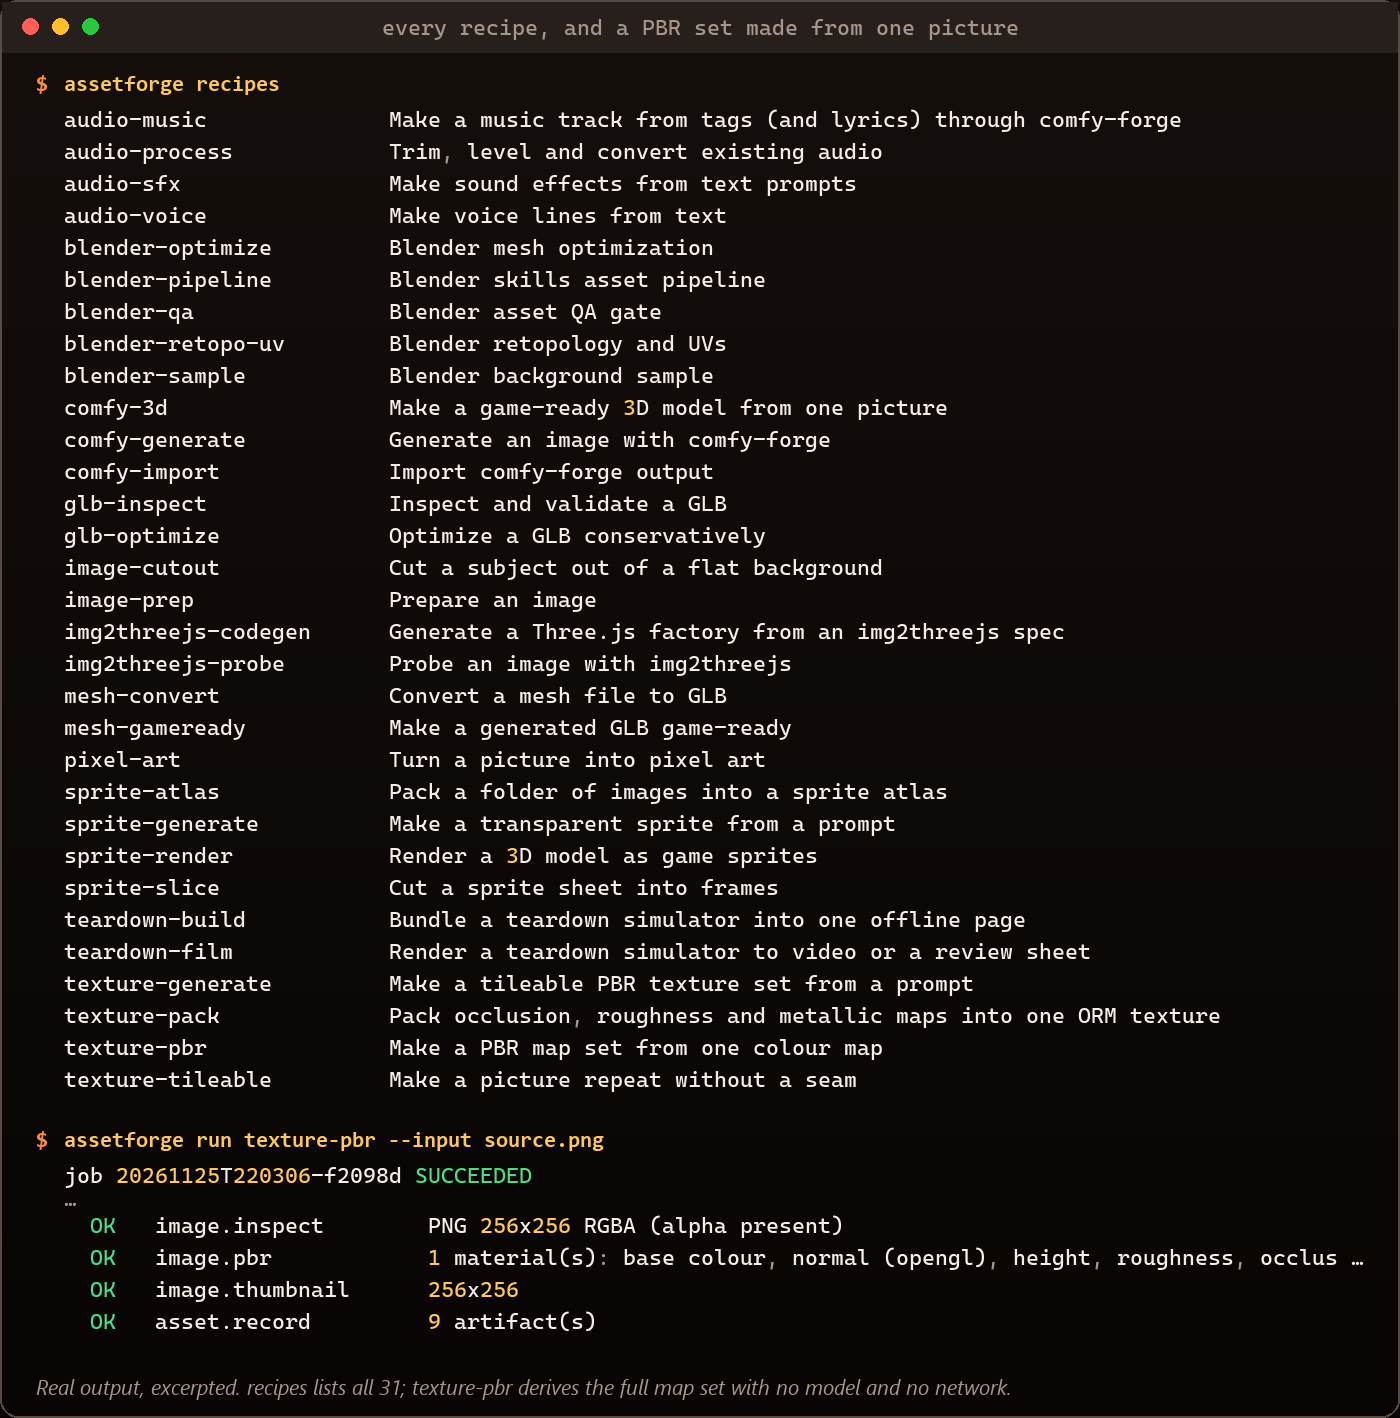 every recipe, and a PBR set made from one picture
$ assetforge recipes
audio-music Make a music track from tags (and lyrics) through comfy-forge
audio-process Trim, level and convert existing audio
audio-sfx Make sound effects from text prompts
audio-voice Make voice lines from text
blender-optimize Blender mesh optimization
blender-pipeline Blender skills asset pipeline
blender-qa Blender asset QA gate
blender-retopo-uv Blender retopology and UVs
blender-sample Blender background sample
comfy-3d Make a game-ready 3D model from one picture
comfy-generate Generate an image with comfy-forge
comfy-import Import comfy-forge output
glb-inspect Inspect and validate a GLB
glb-optimize Optimize a GLB conservatively
image-cutout Cut a subject out of a flat background
image-prep Prepare an image
img2threejs-codegen Generate a Three.js factory from an img2threejs spec
img2threejs-probe Probe an image with img2threejs
mesh-convert Convert a mesh file to GLB
mesh-gameready Make a generated GLB game-ready
pixel-art Turn a picture into pixel art
sprite-atlas Pack a folder of images into a sprite atlas
sprite-generate Make a transparent sprite from a prompt
sprite-render Render a 3D model as game sprites
sprite-slice Cut a sprite sheet into frames
teardown-build Bundle a teardown simulator into one offline page
teardown-film Render a teardown simulator to video or a review sheet
texture-generate Make a tileable PBR texture set from a prompt
texture-pack Pack occlusion, roughness and metallic maps into one ORM texture
texture-pbr Make a PBR map set from one colour map
texture-tileable Make a picture repeat without a seam
$ assetforge run texture-pbr --input source.png
job 20261125T220306-f2098d SUCCEEDED
…
OK image.inspect PNG 256x256 RGBA (alpha present)
OK image.pbr 1 material(s): base colour, normal (opengl), height, roughness, occlus …
OK image.thumbnail 256x256
OK asset.record 9 artifact(s)
Real output, excerpted. recipes lists all 31; texture-pbr derives the full map set with no model and no network.